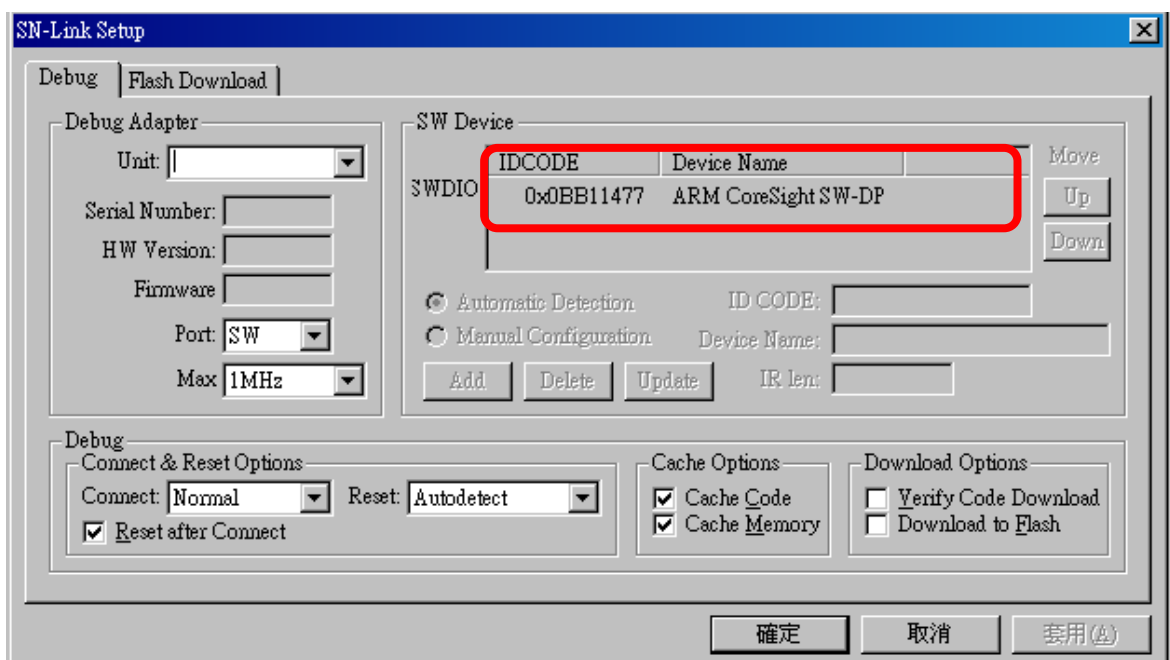 SN-Link Setup
Debug
Flash Download
Debug Adapter
Unit:
Serial Number:
HW Version:
Firmware
Port: SW
Max 1MHz
SW Device
IDCODE Device Name
SWDIO 0x0BB11477 ARM CoreSight SW-DP
Move
Up
Down
Automatic Detection
Manual Configuration
ID CODE:
Device Name:
Add Delete Update IR len:
Debug
Connect & Reset Options
Connect: Normal Reset: Autodetect
Reset after Connect
Cache Options
Cache Code
Cache Memory
Download Options
Verify Code Download
Download to Flash
確定 取消 套用(A)